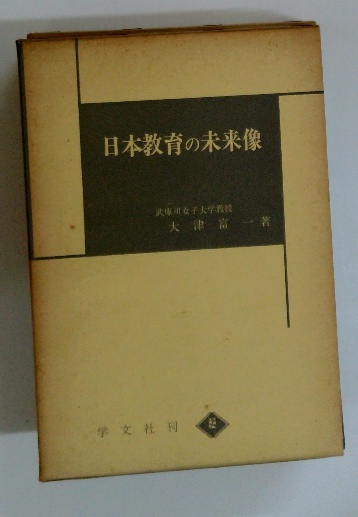 日本教育の未来像
武庫川女子大学教授
大津富一著
学文社刊